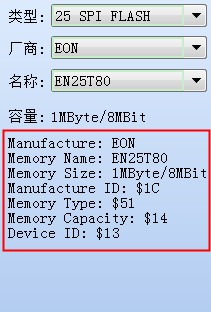 类型: 25 SPI FLASH
厂商: EON
名称: EN25T80
容量: 1MByte/8MBit
Manufacture: EON
Memory Name: EN25T80
Memory Size: 1MByte/8MBit
Manufacture ID: $1C
Memory Type: $51
Memory Capacity: $14
Device ID: $13